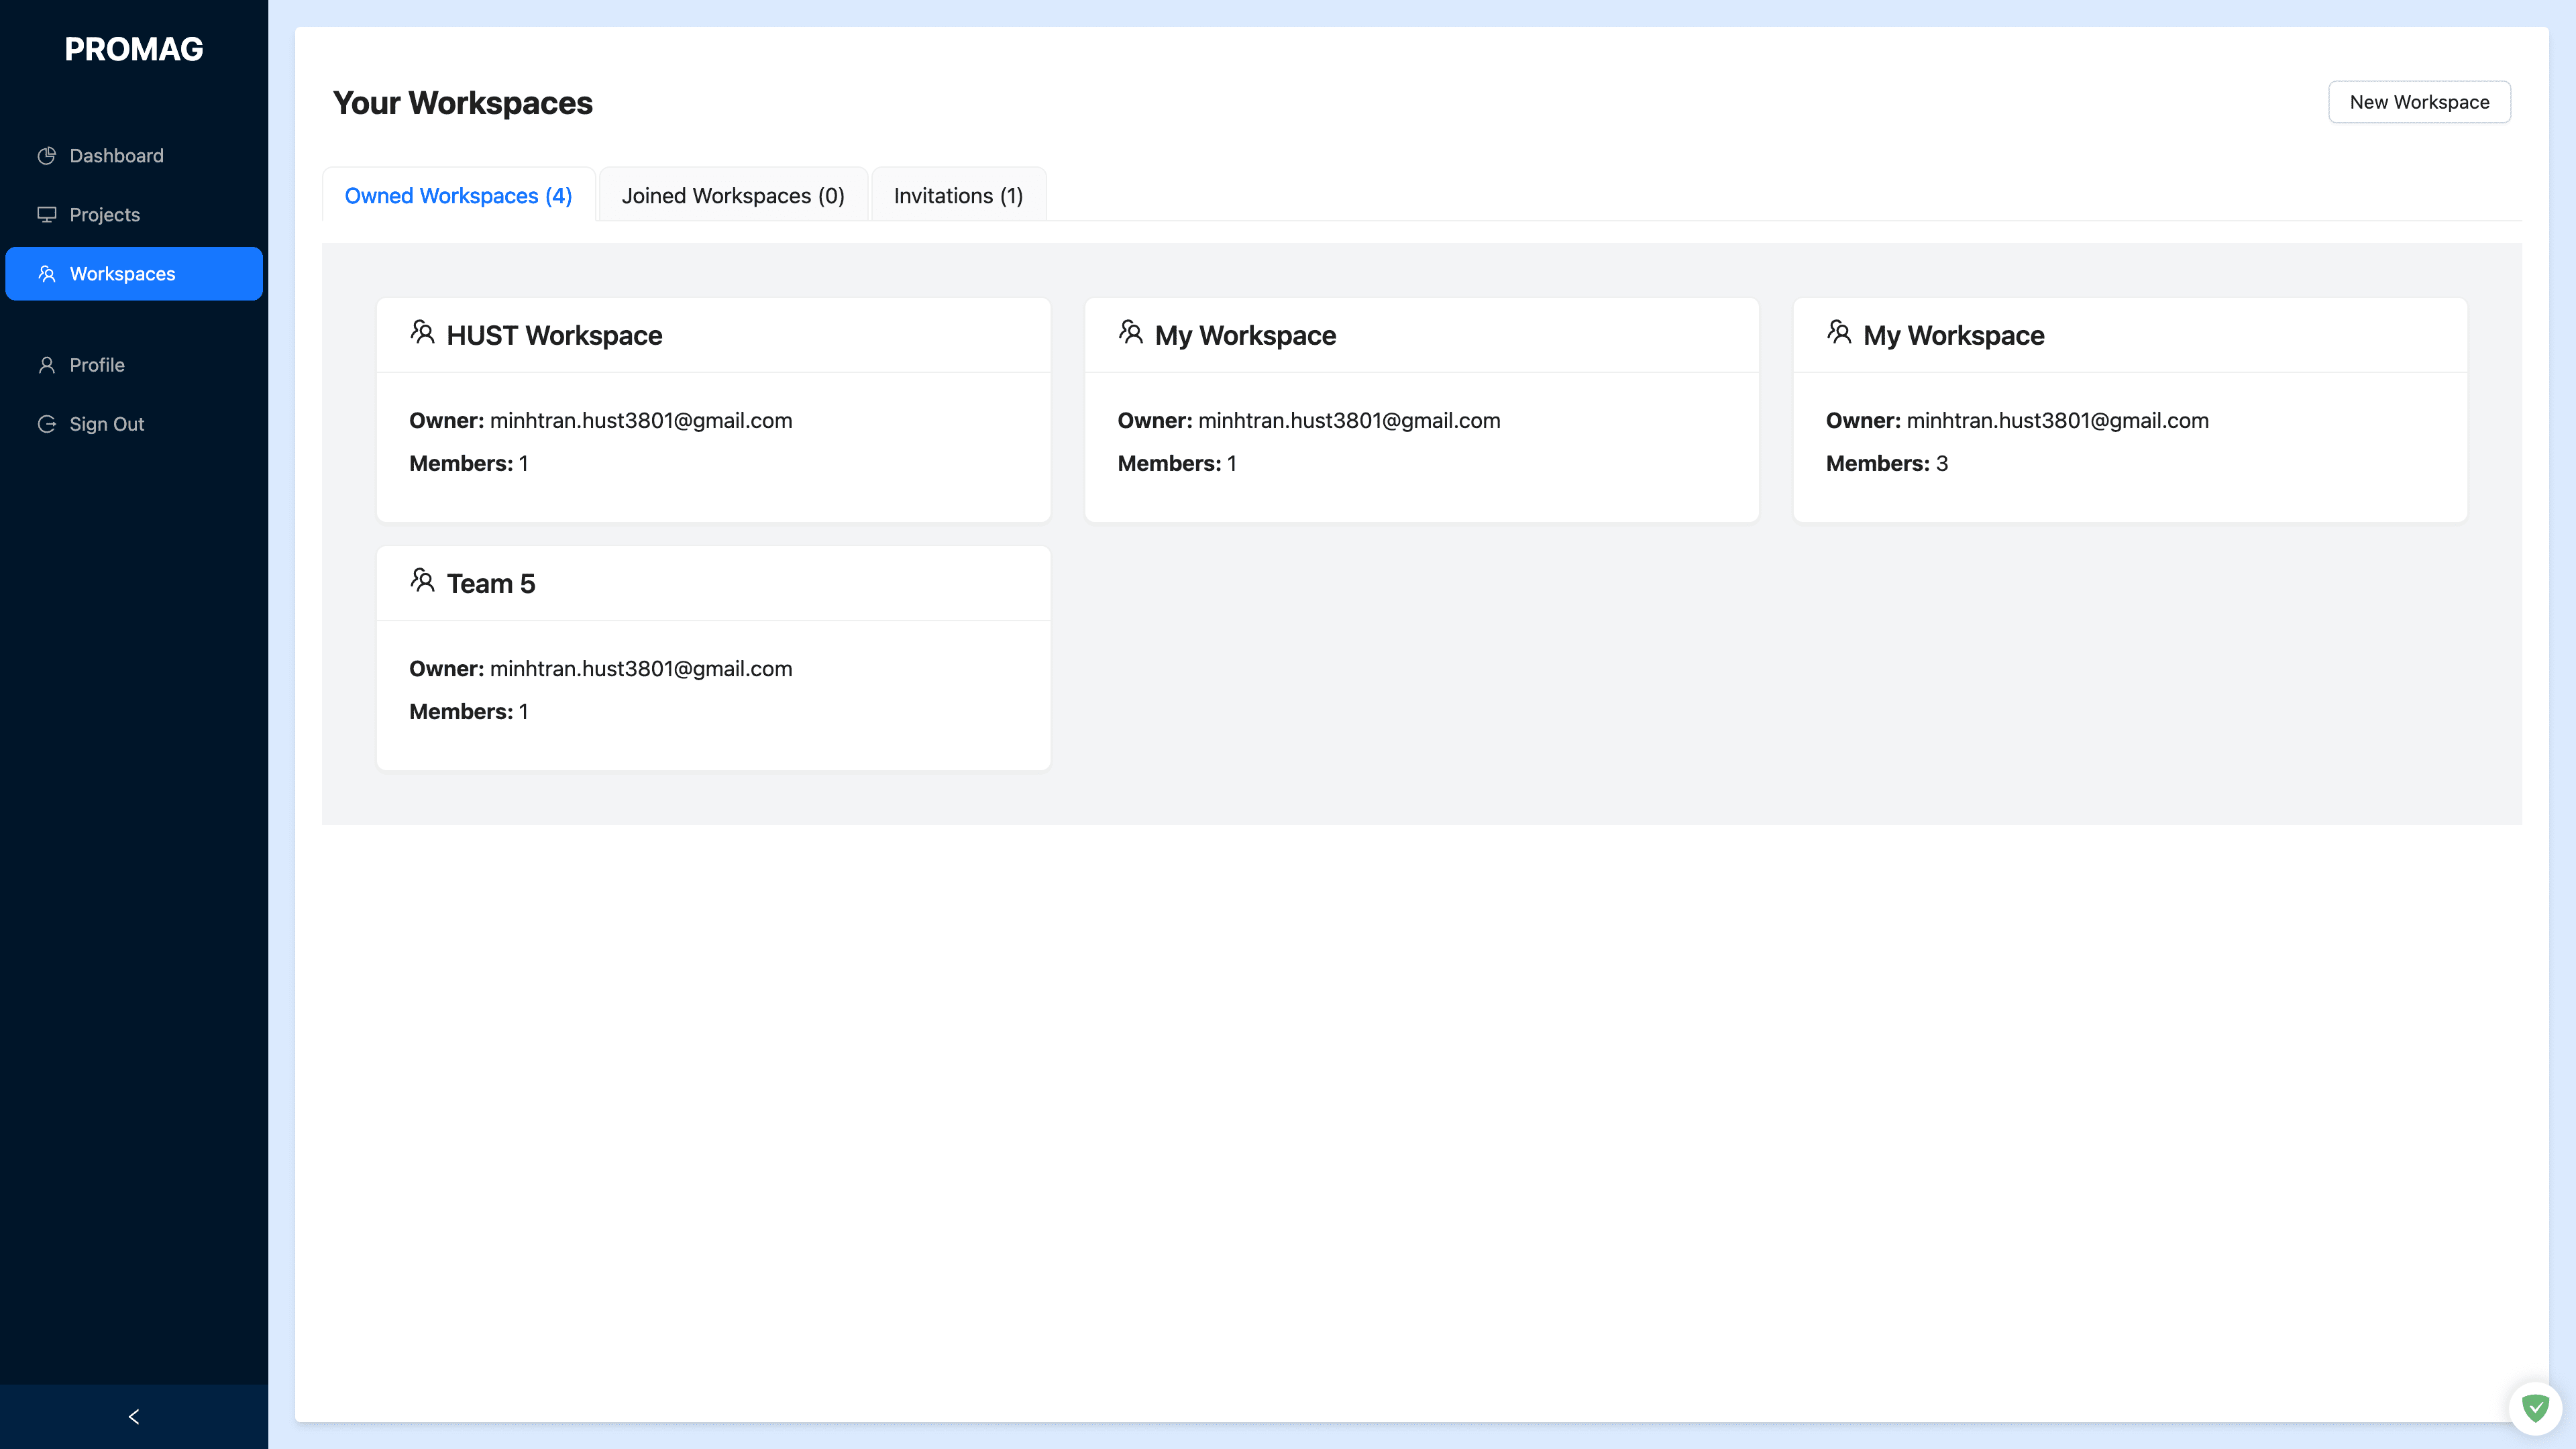 PROMAG
Dashboard
Projects
Workspaces
Profile
Sign Out
Your Workspaces
New Workspace
Owned Workspaces (4)
Joined Workspaces (0)
Invitations (1)
HUST Workspace
Owner: minhtran.hust3801@gmail.com
Members: 1
My Workspace
Owner: minhtran.hust3801@gmail.com
Members: 1
My Workspace
Owner: minhtran.hust3801@gmail.com
Members: 3
Team 5
Owner: minhtran.hust3801@gmail.com
Members: 1